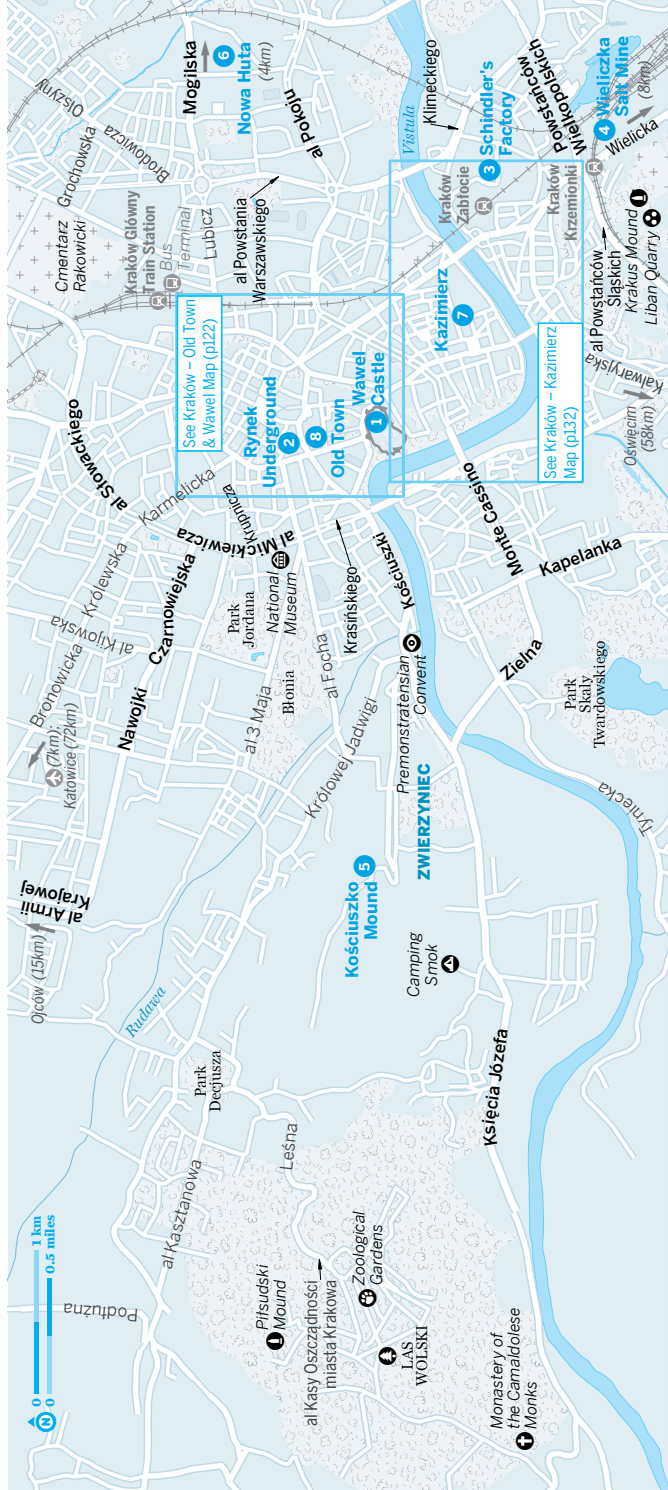 N
0
1 km
0
0.5 miles
Podłużna
Ojców (15km)
al Armii
Krajowej
(7km);
Katowice (72km)
Bronowicka
Królewska
al Kijowska
Nawojki
Czarnowiejska
al Słowackiego
Karmelicka
Krupnicza
al Mickiewicza
Cmentarz
Rakowicki
Grochowska
Olszyny
Brodowicza
Mogilska
6
Nowa Huta
(4km)
Kraków Główny
Train Station
Bus
Terminal
Lubicz
al Pokoju
al Powstania
Warszawskiego
See Kraków – Old Town
& Wawel Map (p122)
Rynek
Underground
2
8
Old Town
Wawel
Castle
1
Park
Jordana
National
Museum
al 3 Maja
Błonia
al Focha
Krasińskiego
Kościuszki
Rudawa
Park
Decjusza
al Kasztanowa
Leśna
Królowej Jadwigi
Premonstratensian
Convent
Kościuszko
Mound
5
ZWIERZYNIEC
Camping
Smok
Piłsudski
Mound
al Kasy Oszczędności
miasta Krakowa
Zoological
Gardens
LAS
WOLSKI
Monastery of
the Camaldolese
Monks
Księcia Józefa
Vistula
Klimeckiego
Schindler's
Factory
3
Kraków
Zabłocie
Powstańców
Wielkopolskich
4
Wieliczka
Salt Mine
Wielicka
(8km)
Kazimierz
7
Kraków
Krzemionki
al Powstańców
Śląskich
Krakus Mound
Liban Quarry
Kalwaryjska
Oświęcim
(58km)
See Kraków – Kazimierz
Map (p132)
Monte Cassino
Kapelanka
Zielna
Park
Skały
Twardowskiego
Tyniecka